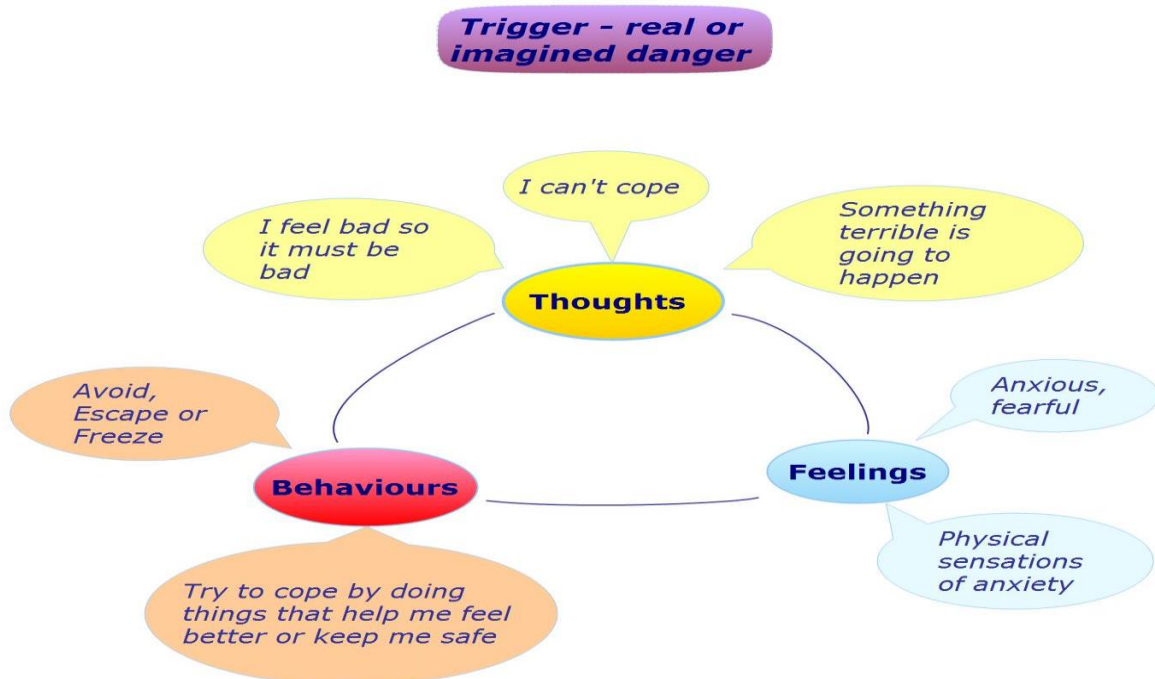 Trigger - real or
imagined danger
I can't cope
I feel bad so
it must be
bad
Something
terrible is
going to
happen
Thoughts
Avoid,
Escape or
Freeze
Anxious,
fearful
Behaviours
Feelings
Physical
sensations
of anxiety
Try to cope by doing
things that help me feel
better or keep me safe